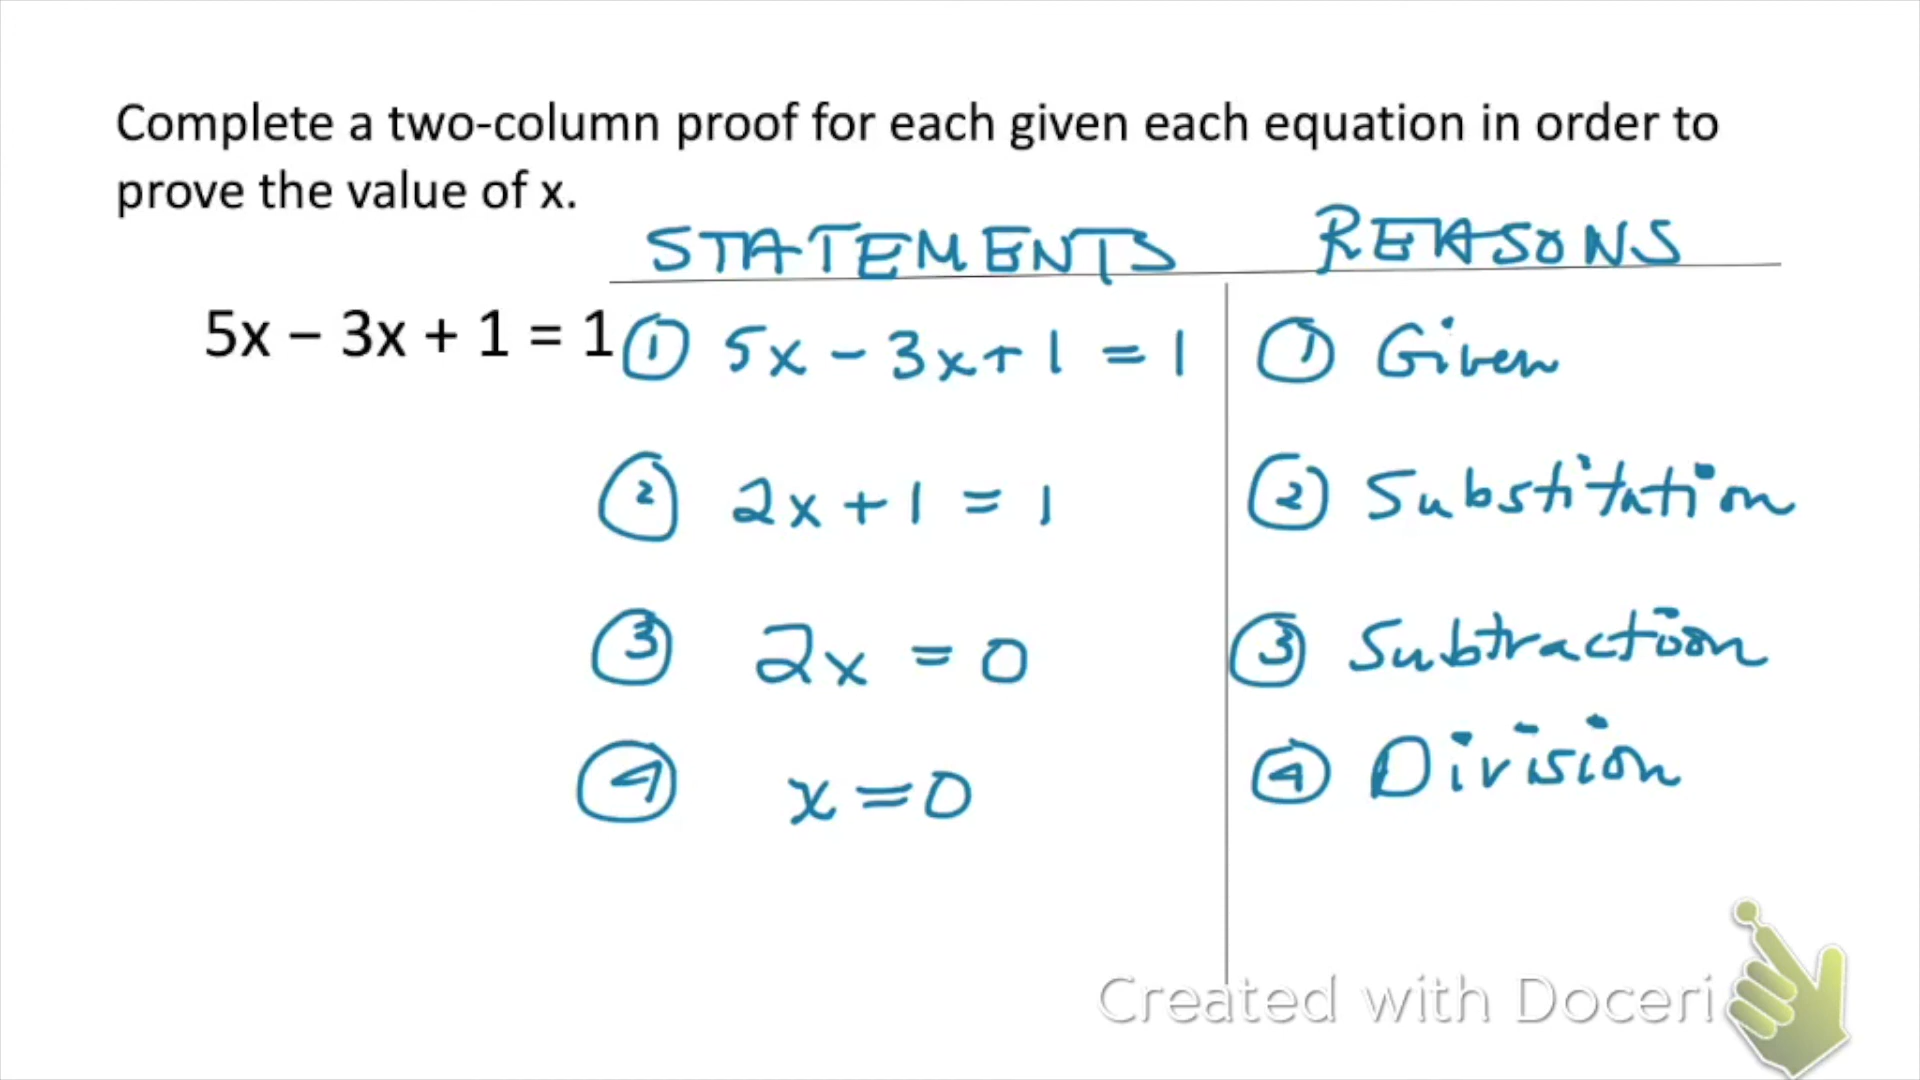 Complete a two-column proof for each given each equation in order to
prove the value of x.
STATEMENTS REASONS
5x – 3x + 1 = 1
① 5x - 3x + 1 = 1 ① Given
② 2x + 1 = 1 ② Substitution
③ 2x = 0 ③ Subtraction
④ x = 0 ④ Division
Created with Doceri